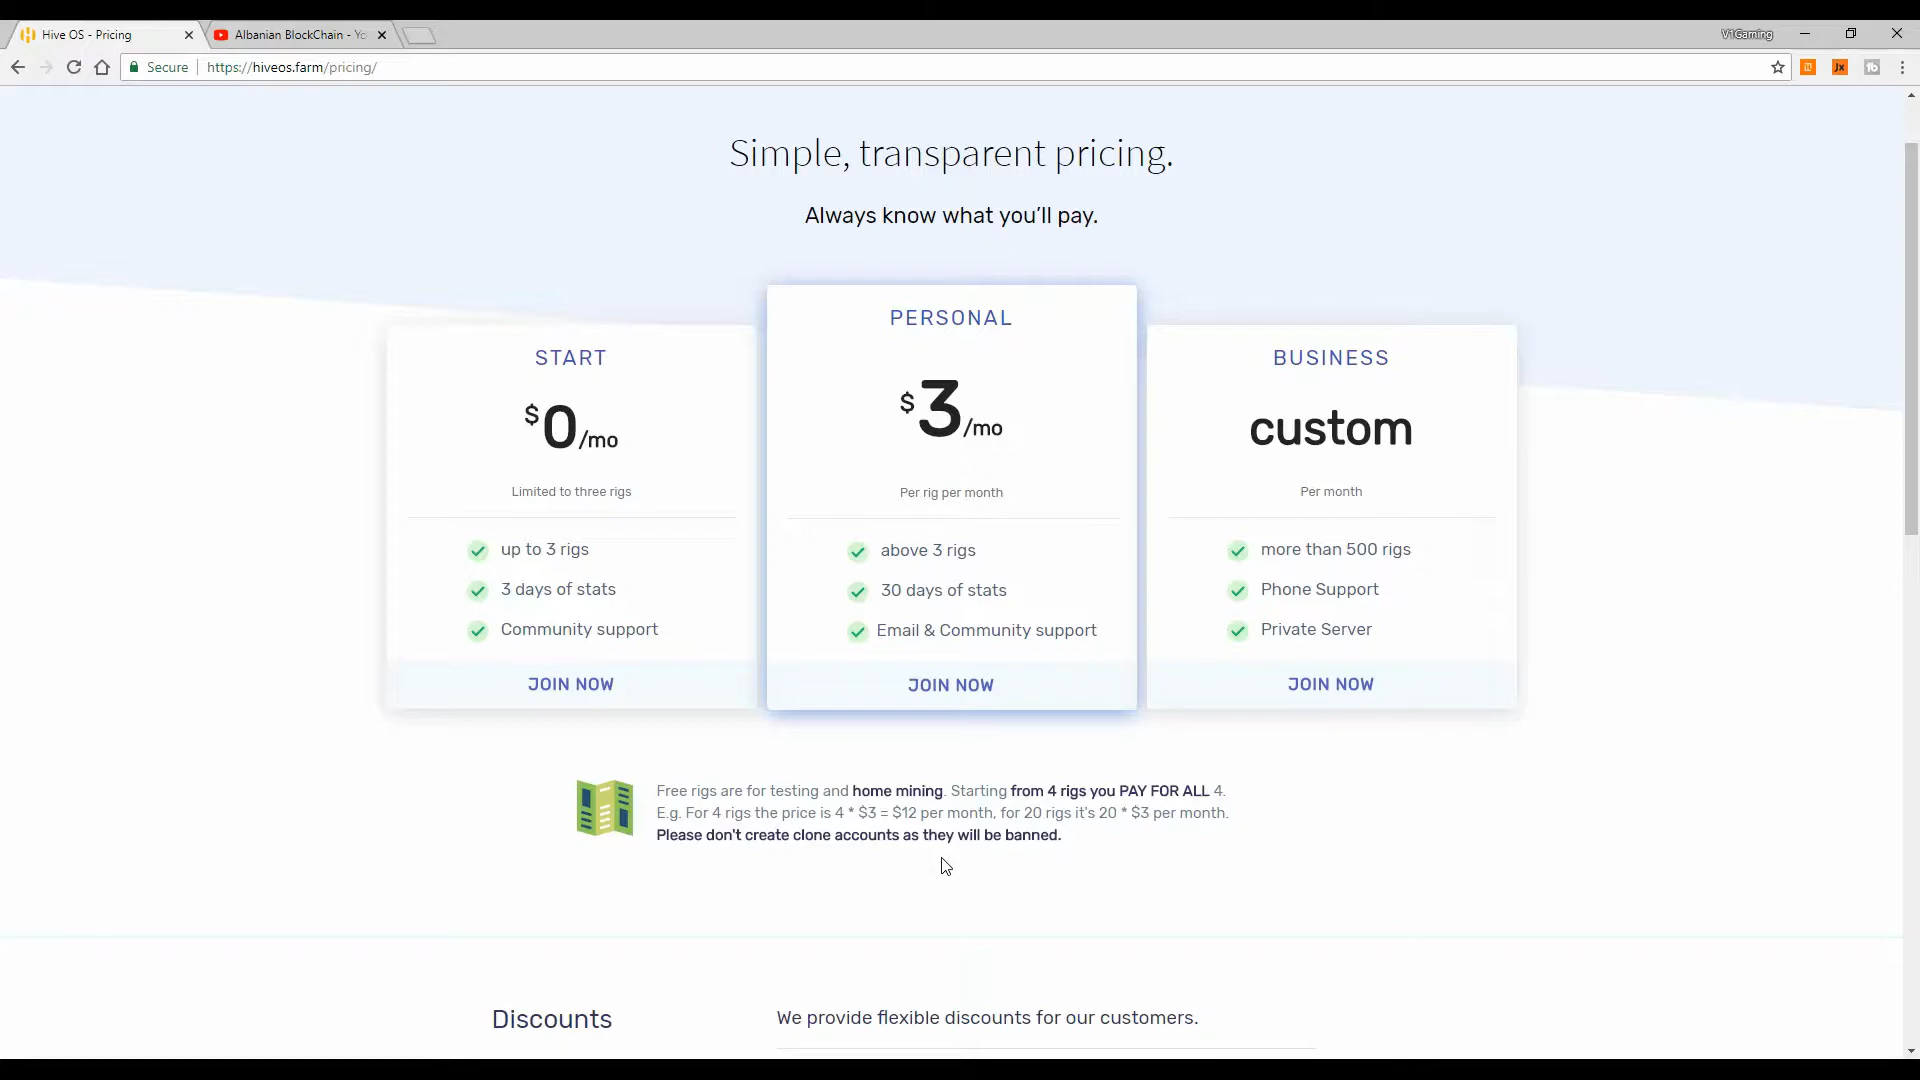 Hive OS - Pricing
Albanian BlockChain - Yo
V1Gaming
Secure
https://hiveos.farm/pricing/
Jx
tb
Simple, transparent pricing.
Always know what you'll pay.
START
$0/mo
Limited to three rigs
up to 3 rigs
3 days of stats
Community support
JOIN NOW
PERSONAL
$3/mo
Per rig per month
above 3 rigs
30 days of stats
Email & Community support
JOIN NOW
BUSINESS
custom
Per month
more than 500 rigs
Phone Support
Private Server
JOIN NOW
Free rigs are for testing and home mining. Starting from 4 rigs you PAY FOR ALL 4.
E.g. For 4 rigs the price is 4 * $3 = $12 per month, for 20 rigs it's 20 * $3 per month.
Please don't create clone accounts as they will be banned.
Discounts
We provide flexible discounts for our customers.